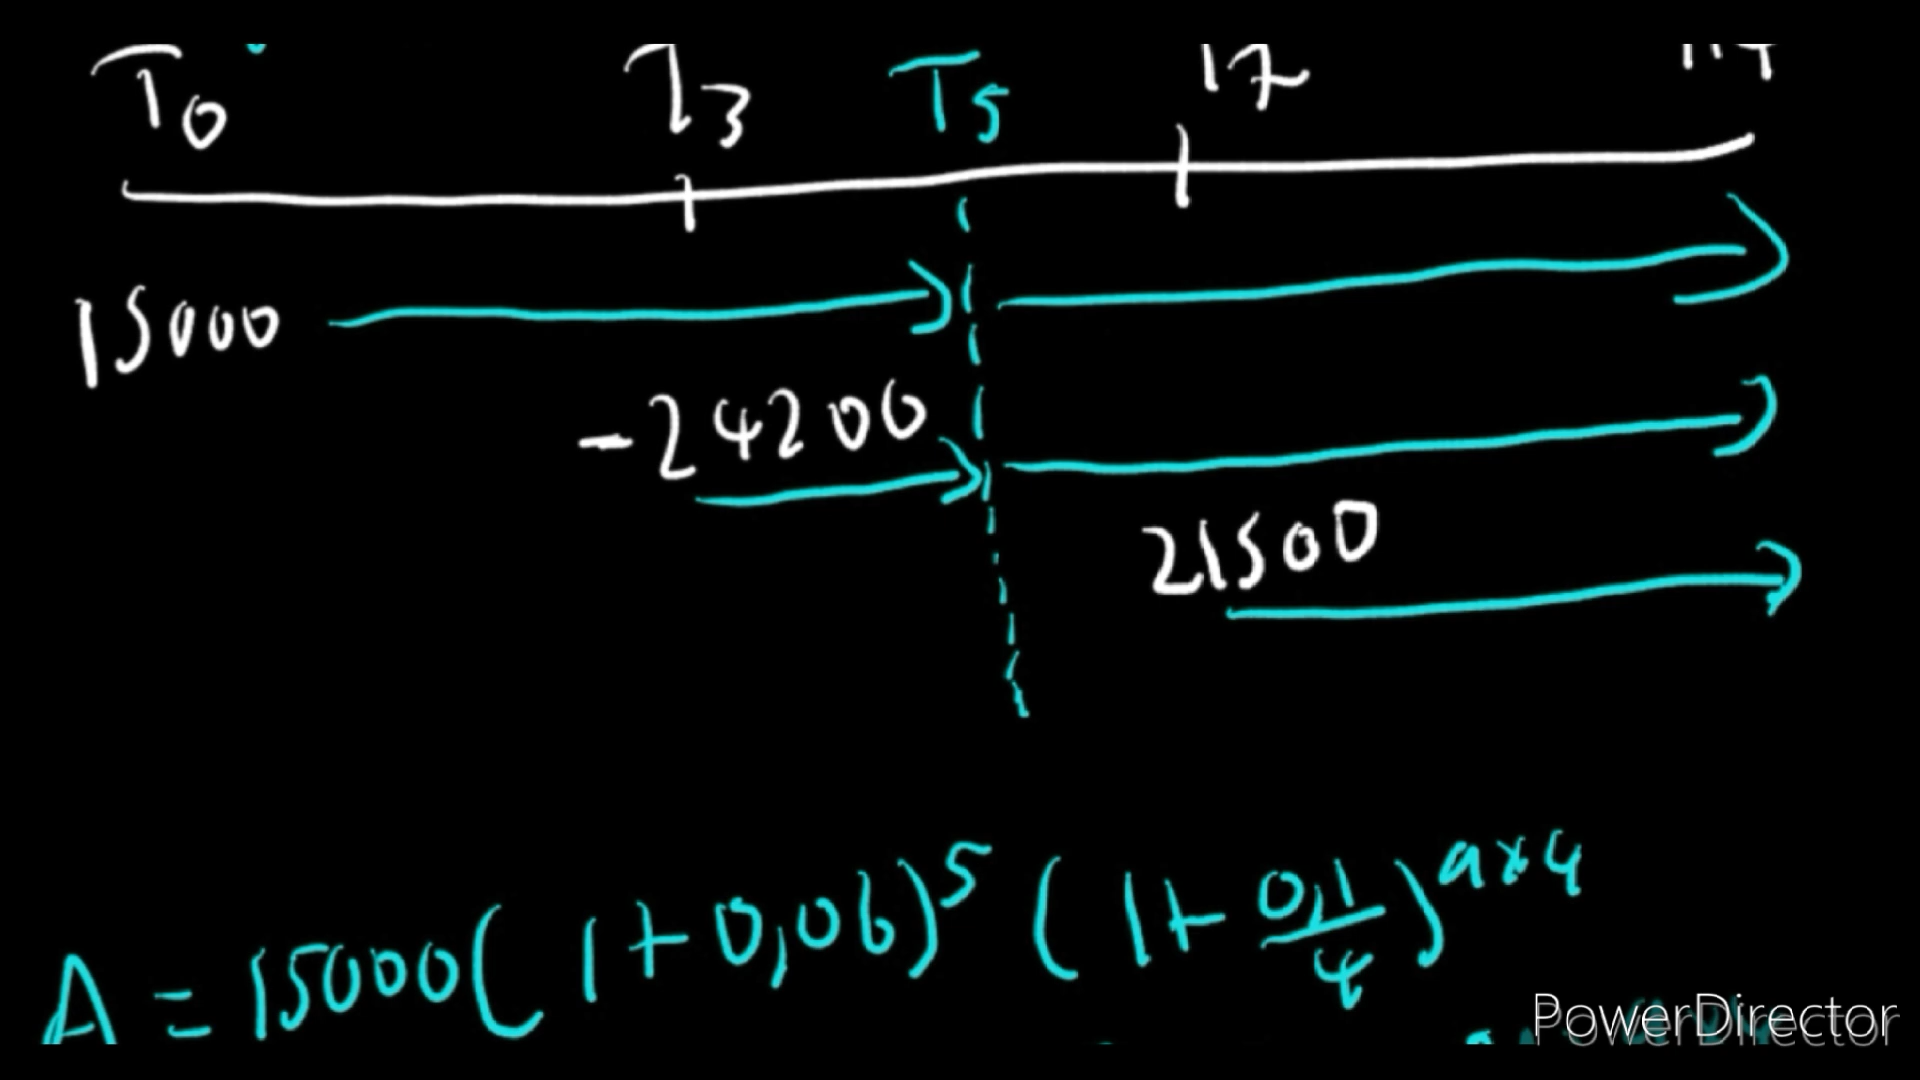 T0 T3 T5 T7
15000
-24200
21500
A = 15000(1+0,06)^5 (1+0,1/4)^9×4
PowerDirector